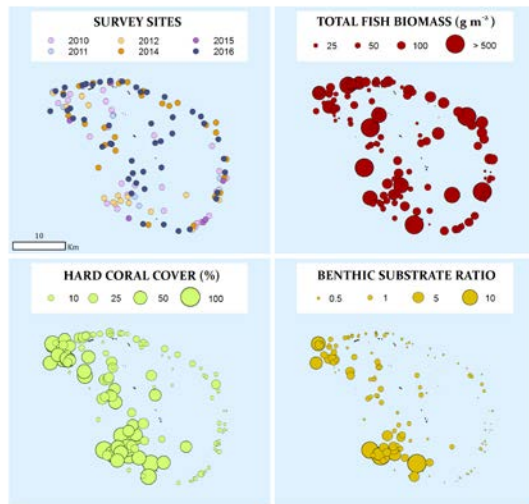 SURVEY SITES
2010 2012 2015
2011 2014 2016
10
Km
TOTAL FISH BIOMASS (g m⁻²)
25 50 100 > 500
HARD CORAL COVER (%)
10 25 50 100
BENTHIC SUBSTRATE RATIO
0.5 1 5 10